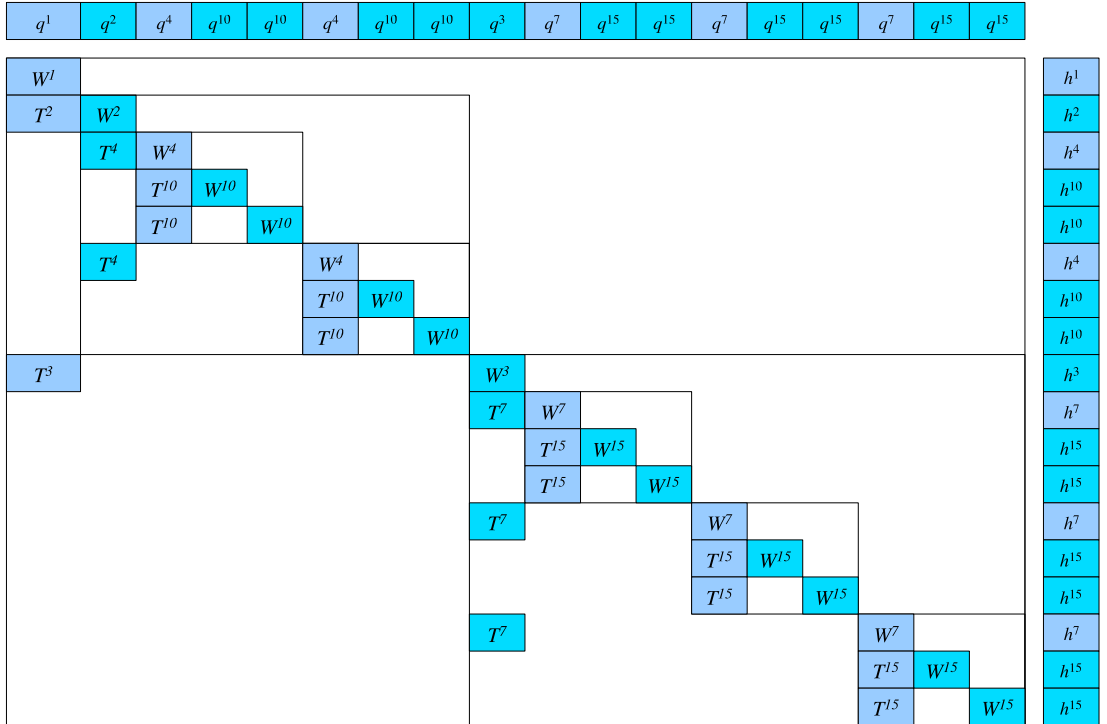 q¹ q² q⁴ q¹⁰ q¹⁰ q⁴ q¹⁰ q¹⁰ q³ q⁷ q¹⁵ q¹⁵ q⁷ q¹⁵ q¹⁵ q⁷ q¹⁵ q¹⁵
W¹ h¹
T² W² h²
T⁴ W⁴ h⁴
T¹⁰ W¹⁰ h¹⁰
T¹⁰ W¹⁰ h¹⁰
T⁴ W⁴ h⁴
T¹⁰ W¹⁰ h¹⁰
T¹⁰ W¹⁰ h¹⁰
T³ W³ h³
T⁷ W⁷ h⁷
T¹⁵ W¹⁵ h¹⁵
T¹⁵ W¹⁵ h¹⁵
T⁷ W⁷ h⁷
T¹⁵ W¹⁵ h¹⁵
T¹⁵ W¹⁵ h¹⁵
T⁷ W⁷ h⁷
T¹⁵ W¹⁵ h¹⁵
T¹⁵ W¹⁵ h¹⁵